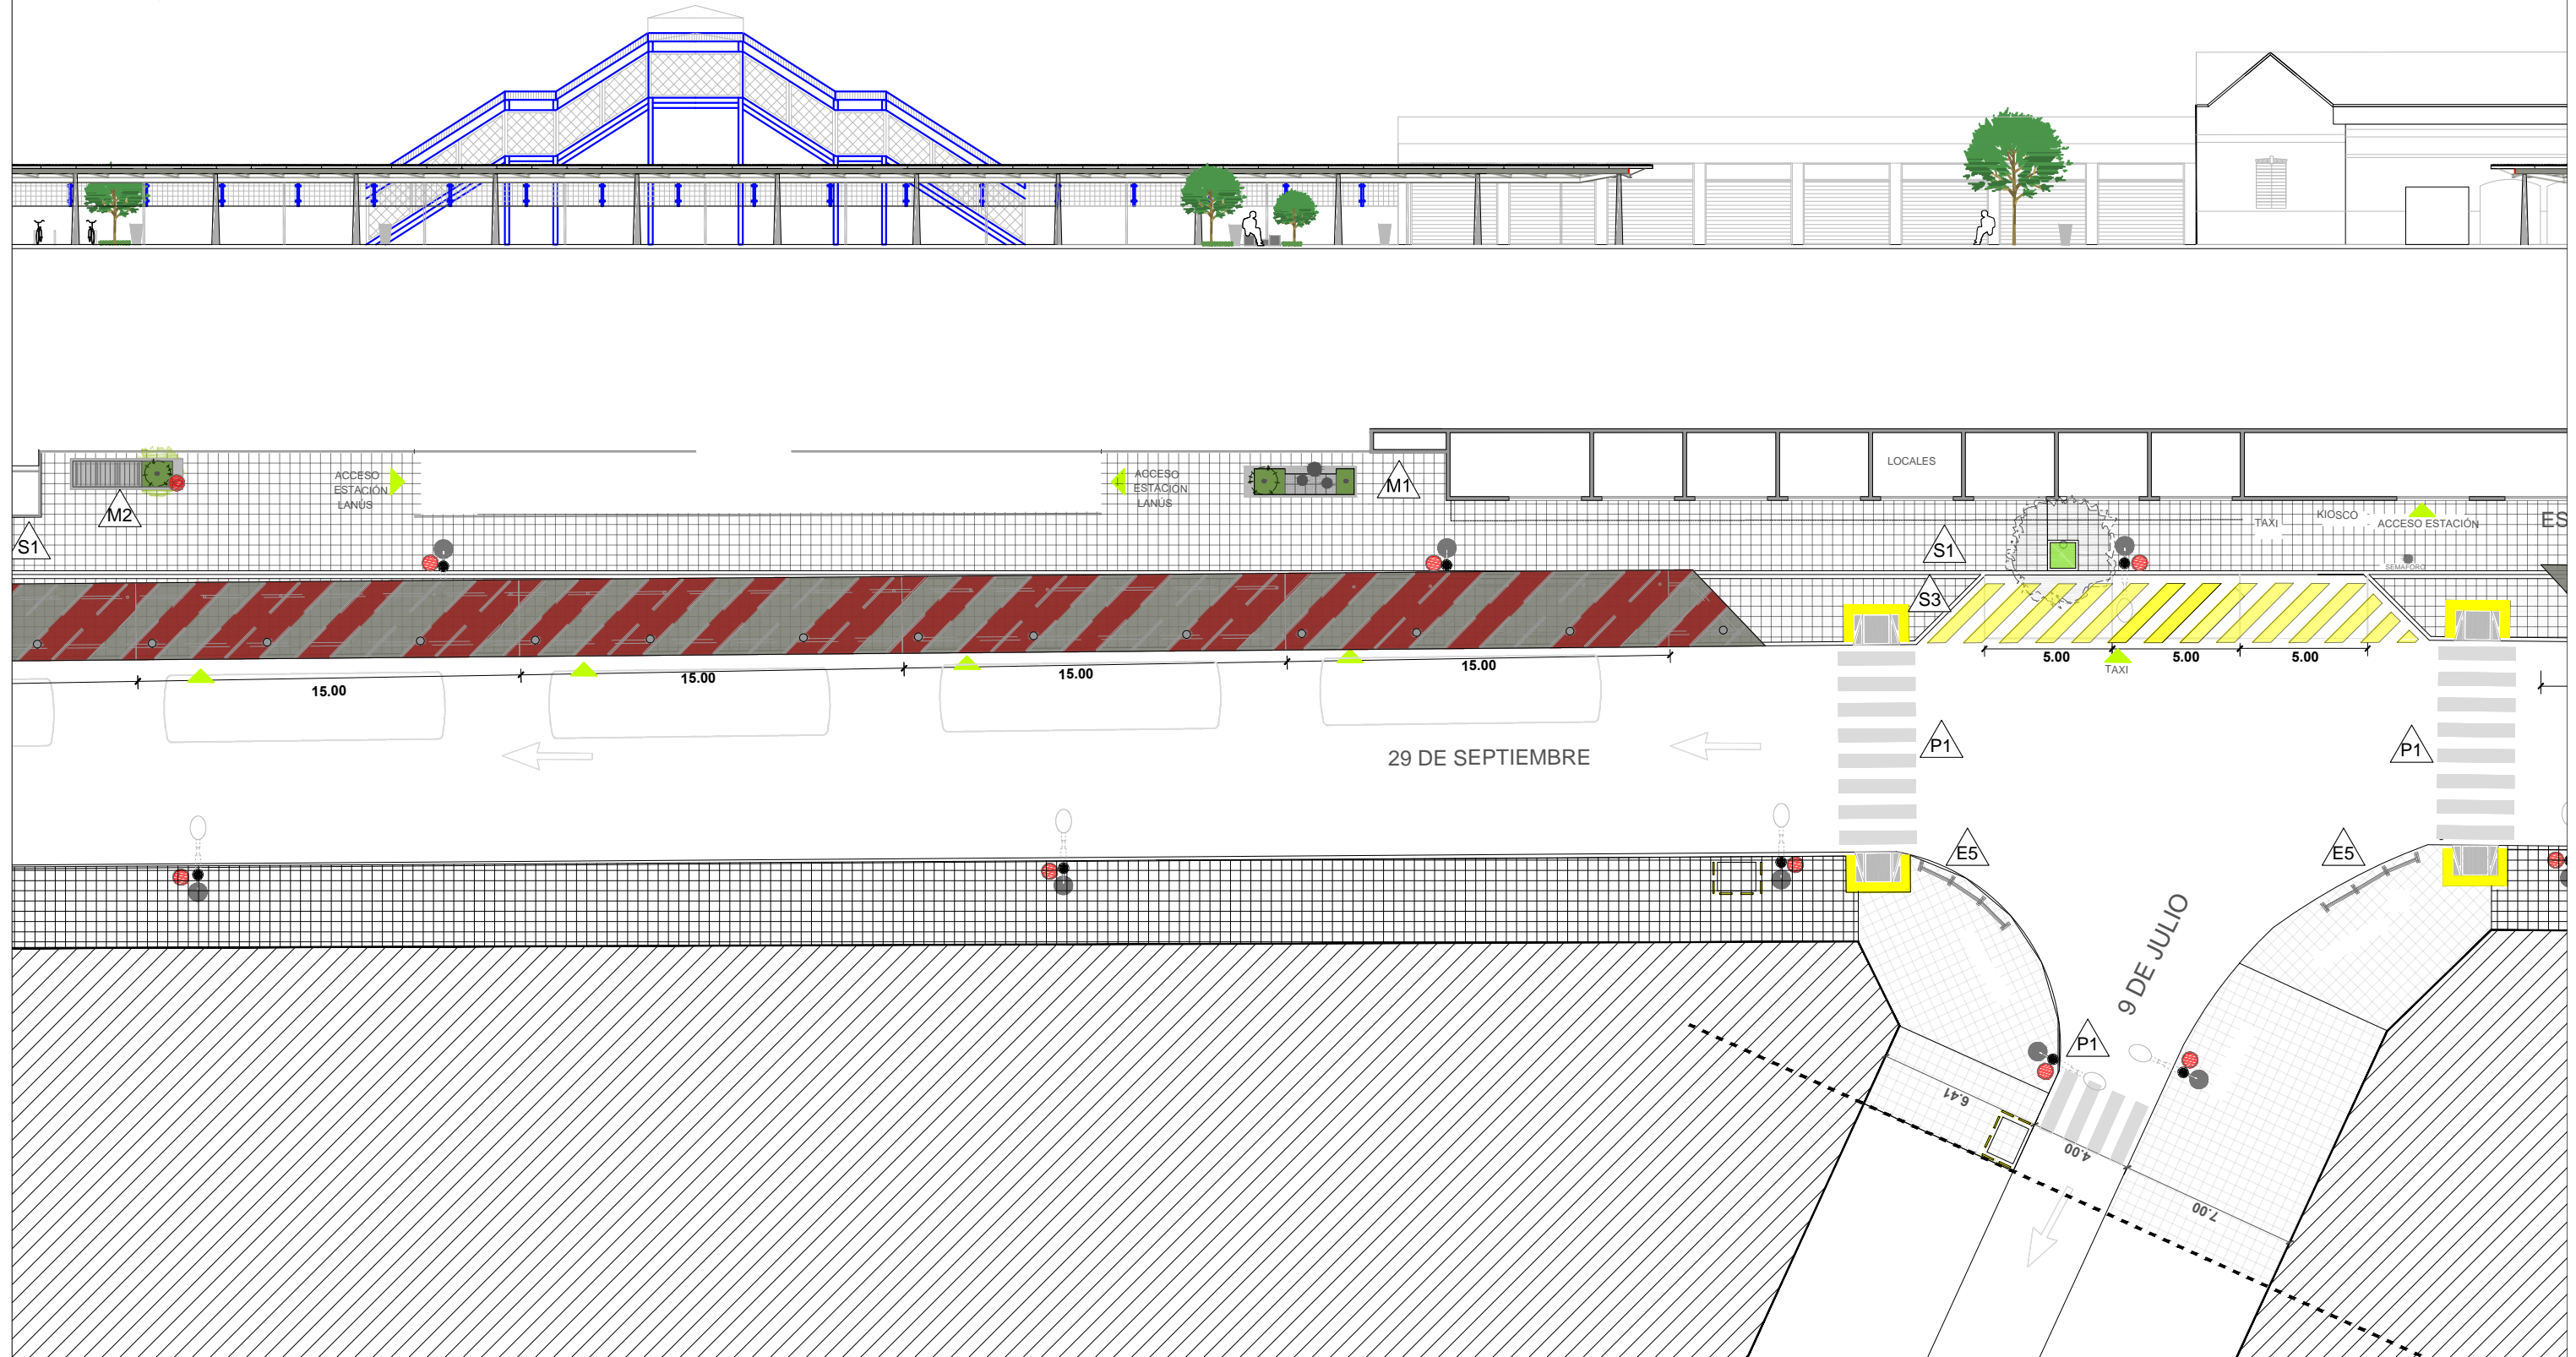 LOCALES
ACCESO
ESTACIÓN
LANÚS
ACCESO
ESTACIÓN
LANÚS
M1
M2
S1
S1
TAXI
KIOSCO
ACCESO ESTACIÓN
ES
SEMAFORO
S3
15.00
15.00
15.00
15.00
5.00
5.00
5.00
TAXI
29 DE SEPTIEMBRE
P1
P1
E5
E5
9 DE JULIO
P1
6.41
4.00
7.00